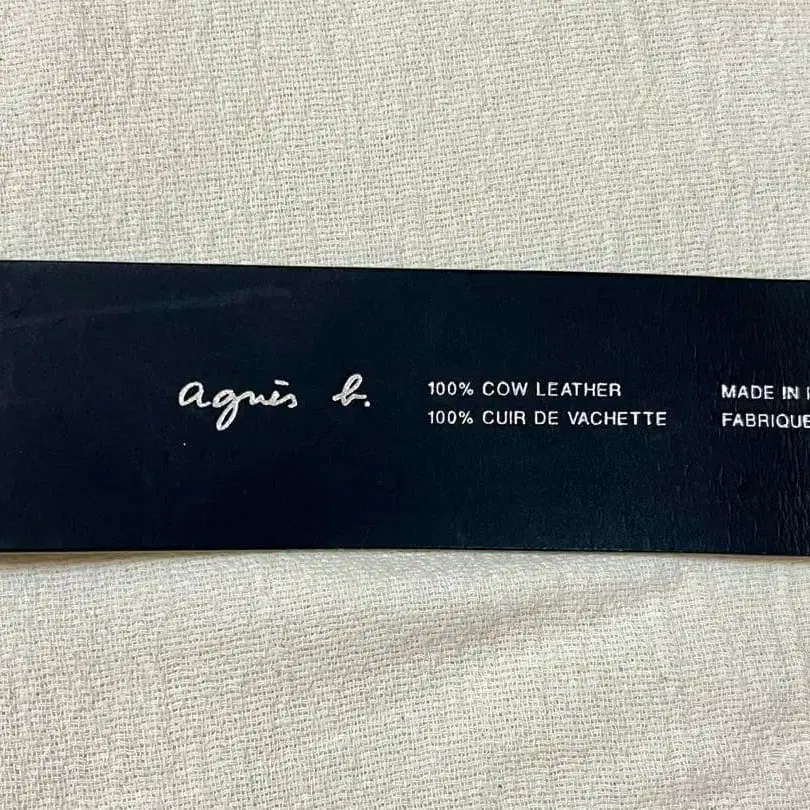 agnès b.
100% COW LEATHER
100% CUIR DE VACHETTE
MADE IN
FABRIQUE